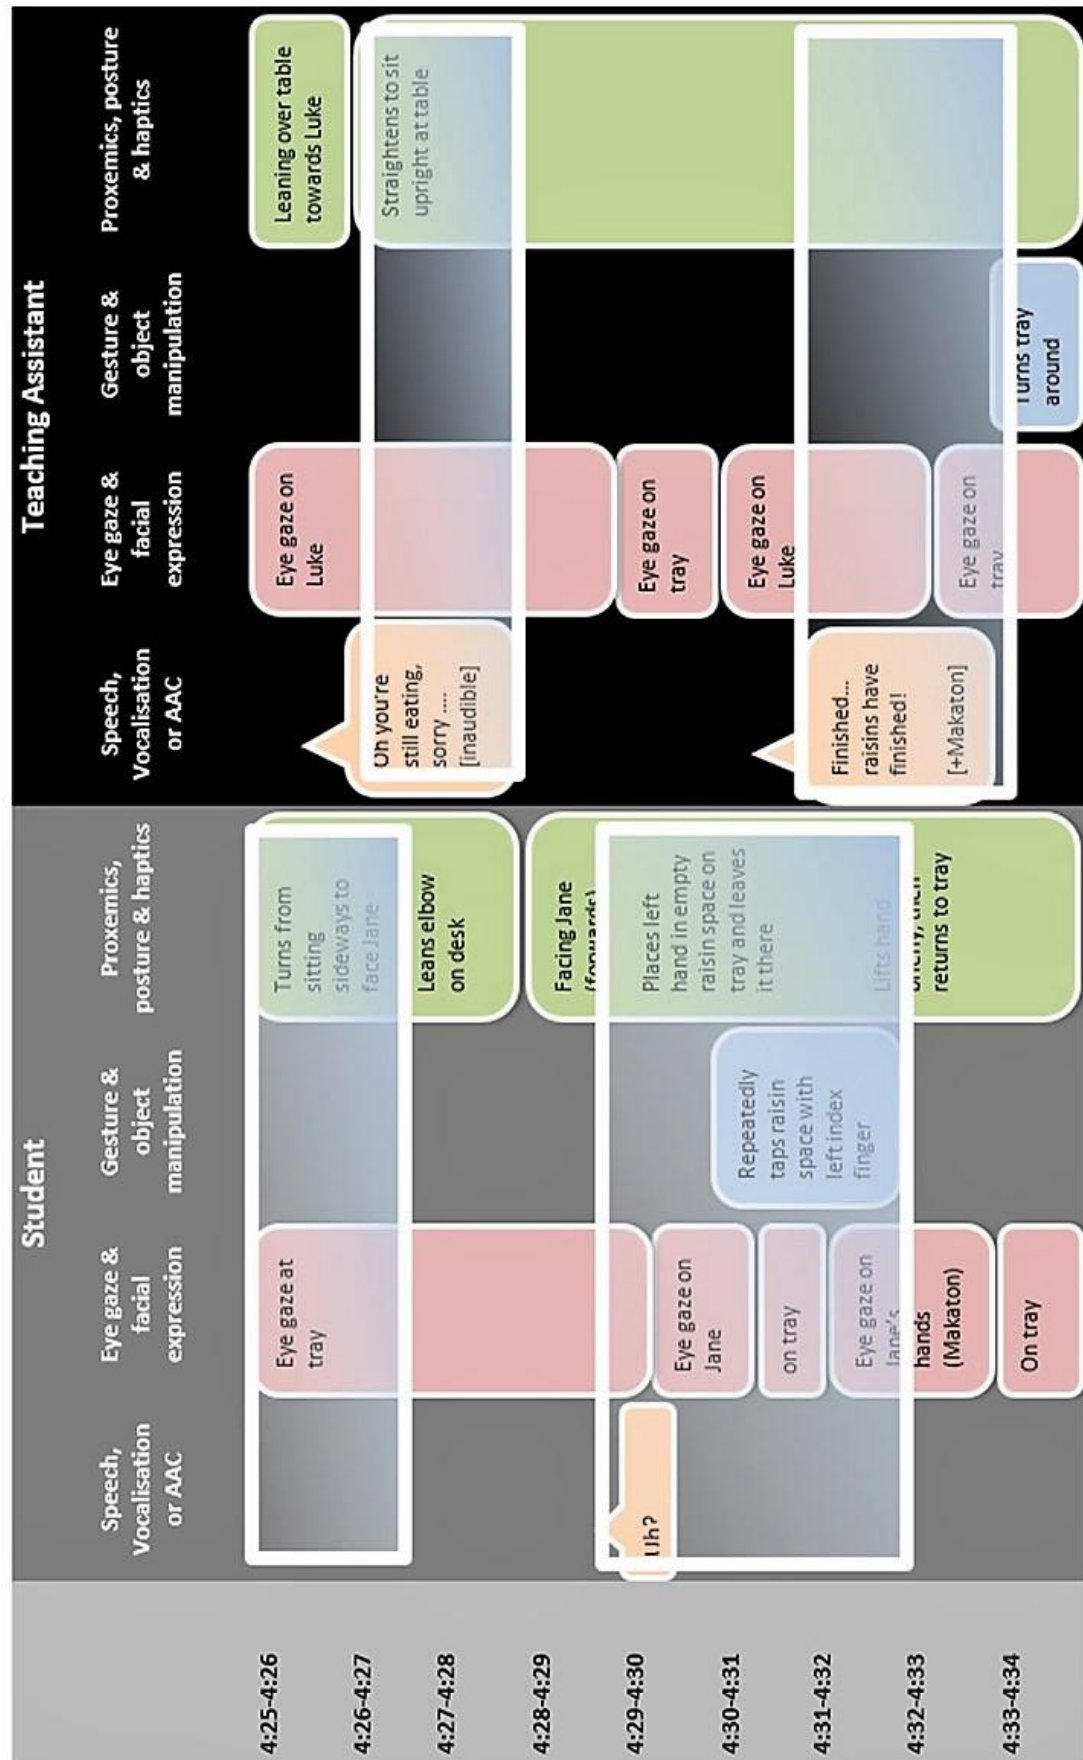 Student
Teaching Assistant
Speech,
Vocalisation
or AAC
Eye gaze &
facial
expression
Gesture &
object
manipulation
Proxemics,
posture & haptics
Speech,
Vocalisation
or AAC
Eye gaze &
facial
expression
Gesture &
object
manipulation
Proxemics, posture
& haptics
4:25-4:26
4:26-4:27
4:27-4:28
4:28-4:29
4:29-4:30
4:30-4:31
4:31-4:32
4:32-4:33
4:33-4:34
Uh?
Eye gaze at
tray
Eye gaze on
Jane
on tray
Eye gaze on
Jane's
hands
(Makaton)
On tray
Repeatedly
taps raisin
space with
left index
finger
Turns from
sitting
sideways to
face Jane
Leans elbow
on desk
Facing Jane
(forwards)
Places left
hand in empty
raisin space on
tray and leaves
it there
Lifts hand
briefly, then
returns to tray
Oh you're
still eating,
sorry ....
[inaudible]
Finished...
raisins have
finished!
[+Makaton]
Eye gaze on
Luke
Eye gaze on
tray
Eye gaze on
Luke
Eye gaze on
tray
Turns tray
around
Leaning over table
towards Luke
Straightens to sit
upright at table